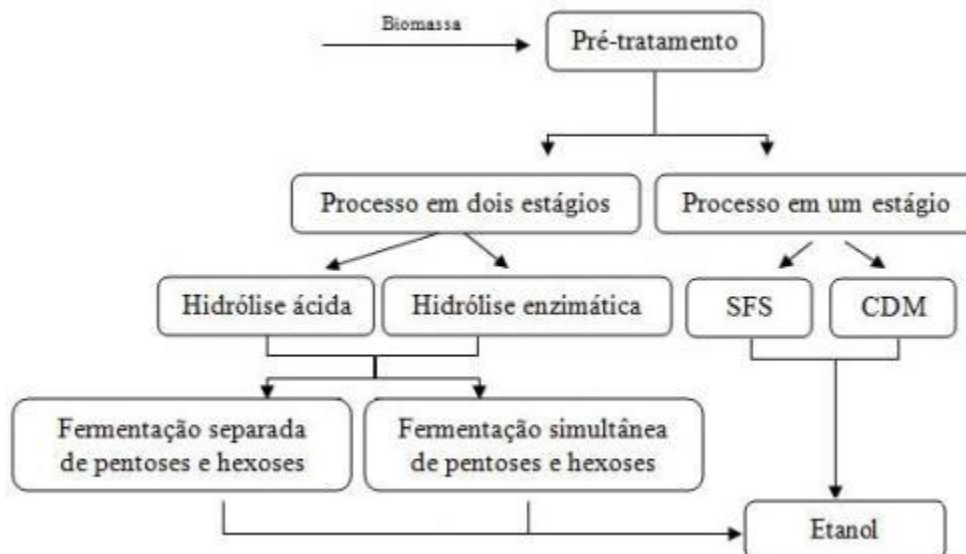 Biomassa
Pré-tratamento
Processo em dois estágios
Processo em um estágio
Hidrólise ácida
Hidrólise enzimática
SFS
CDM
Fermentação separada
de pentoses e hexoses
Fermentação simultânea
de pentoses e hexoses
Etanol